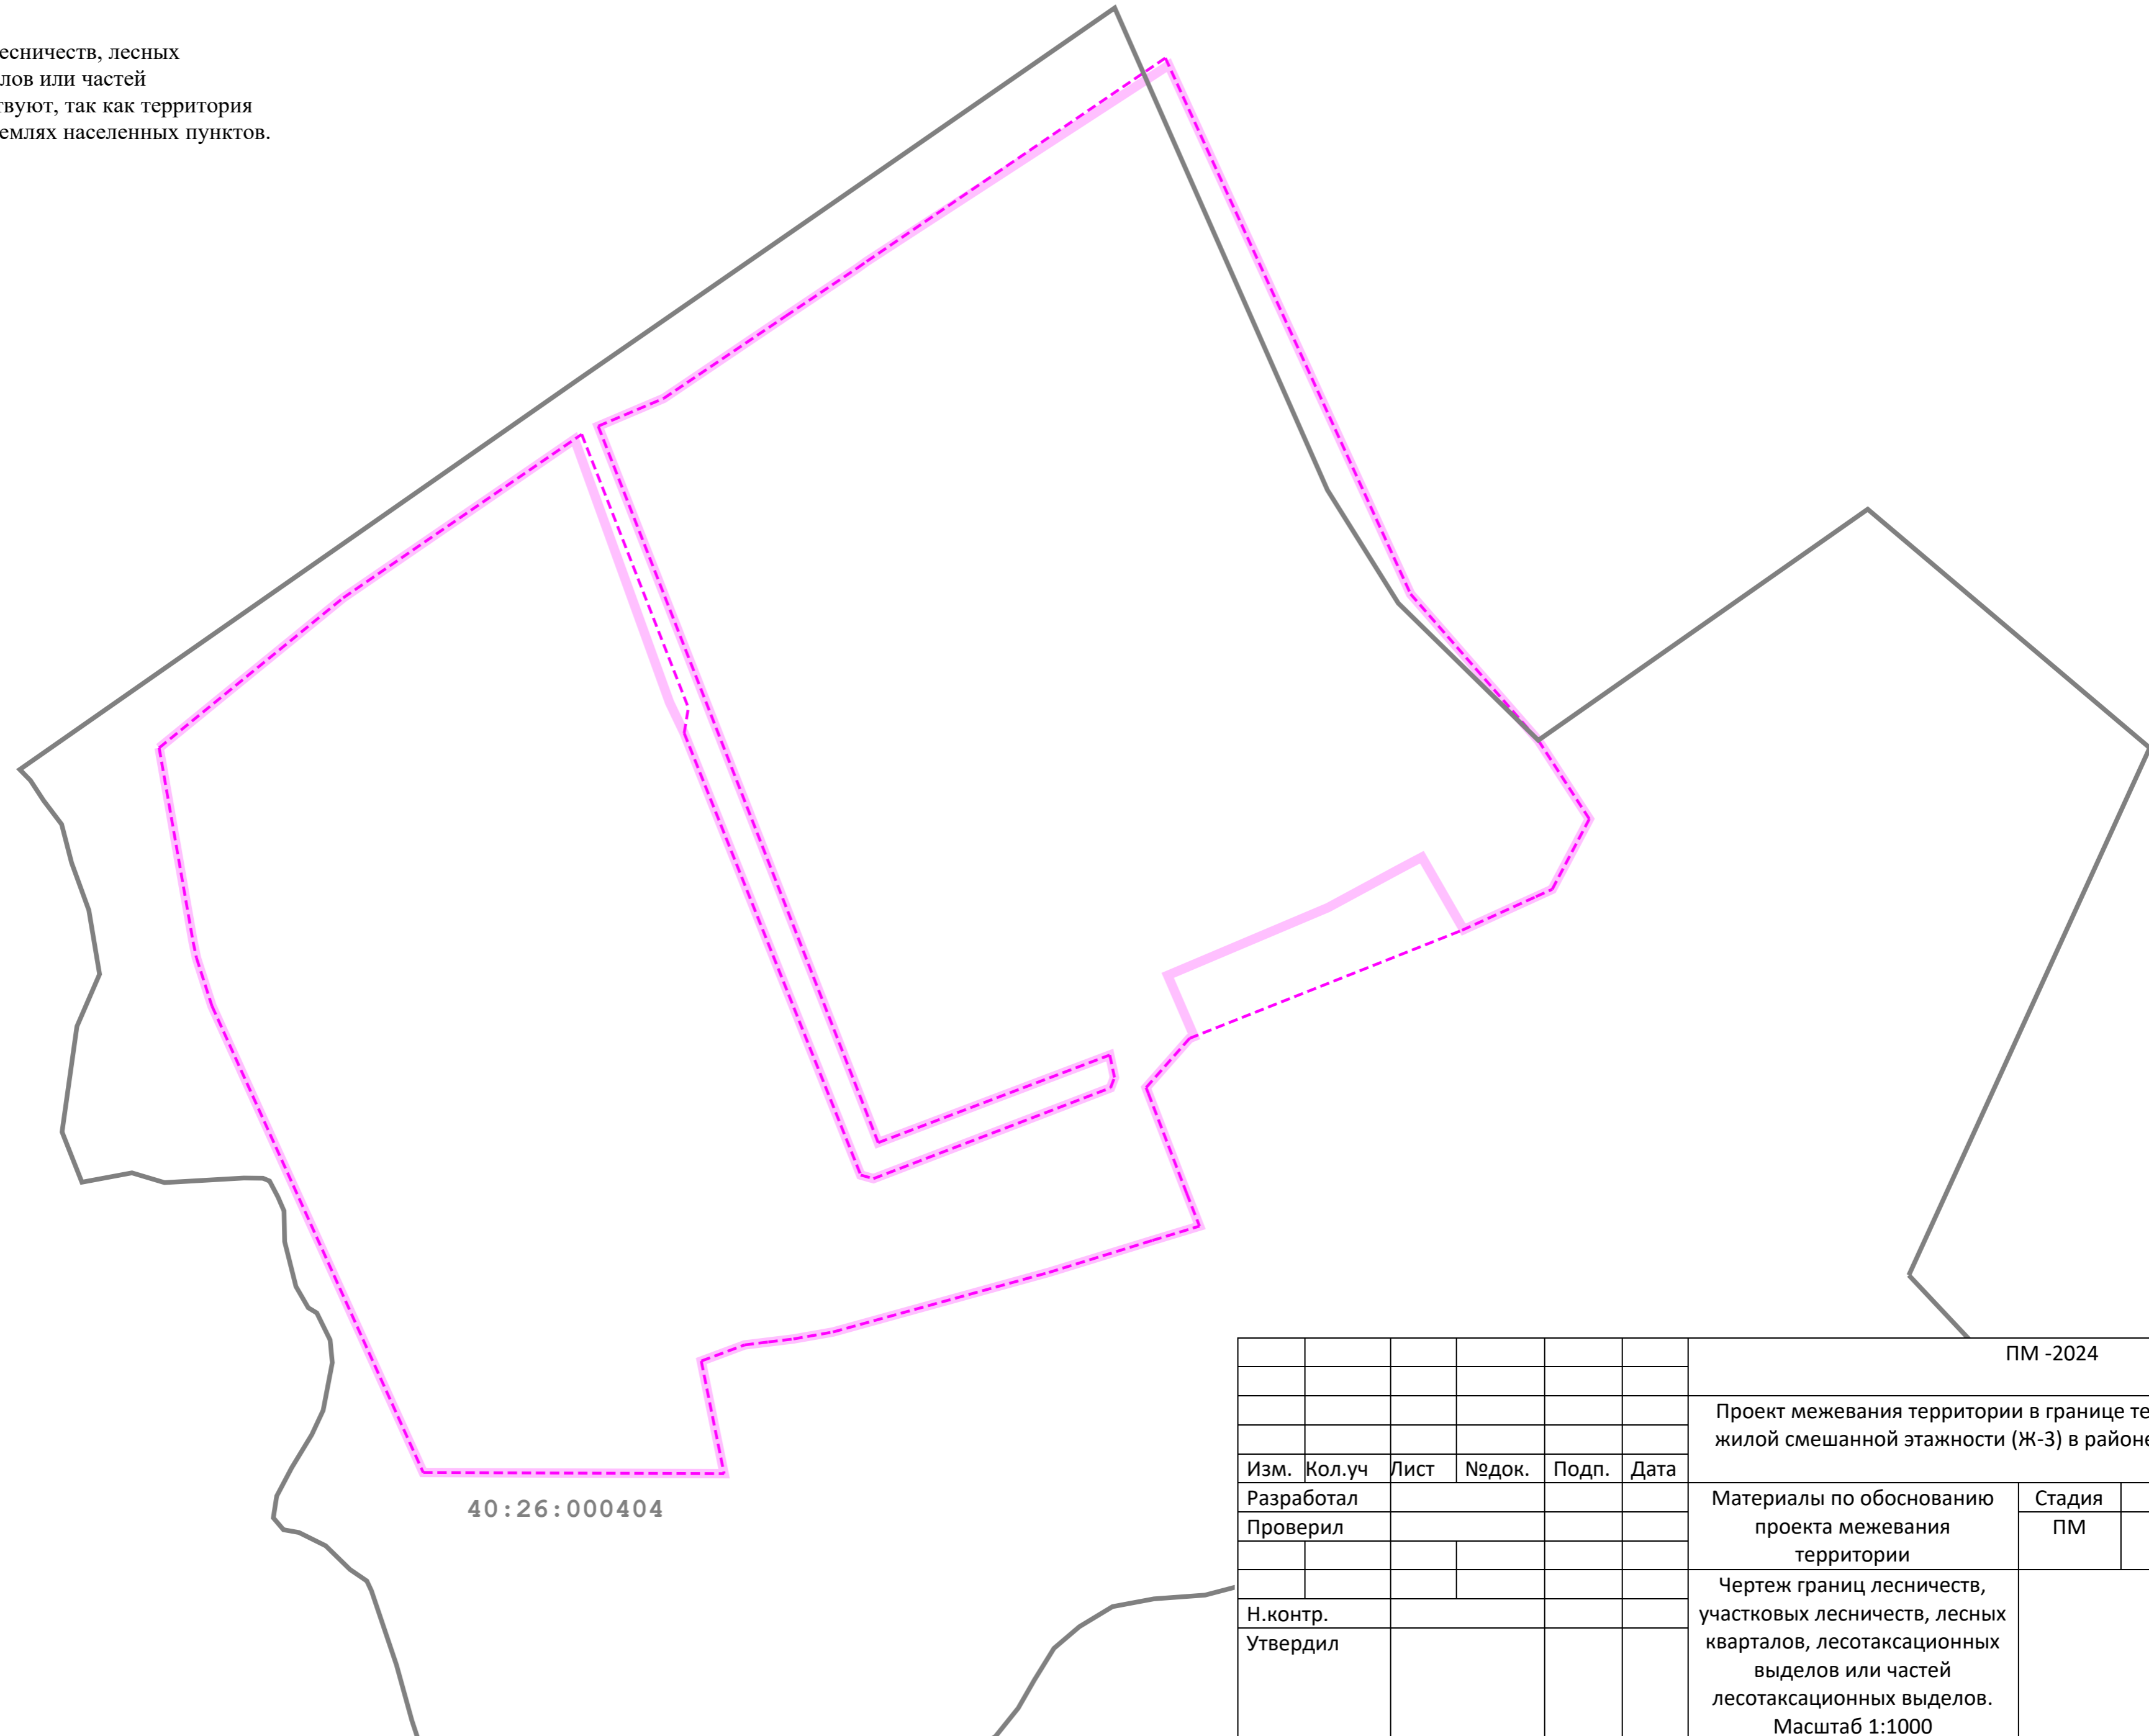 есничеств, лесных
лов или частей
твуют, так как территория
емлях населенных пунктов.
40:26:000404
ПМ -2024
Проект межевания территории в границе те
жилой смешанной этажности (Ж-3) в районе
Изм. Кол.уч Лист №док. Подп. Дата
Разработал
Проверил
Н.контр.
Утвердил
Материалы по обоснованию
проекта межевания
территории
Стадия
ПМ
Чертеж границ лесничеств,
участковых лесничеств, лесных
кварталов, лесотаксационных
выделов или частей
лесотаксационных выделов.
Масштаб 1:1000